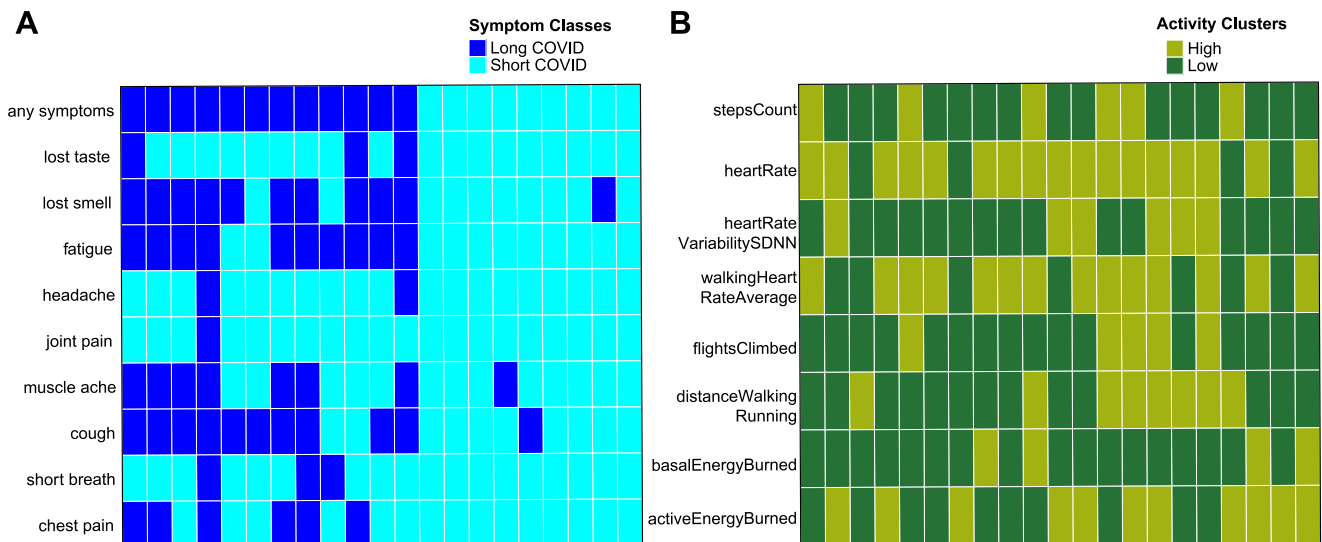 A
Symptom Classes
Long COVID
Short COVID
any symptoms
lost taste
lost smell
fatigue
headache
joint pain
muscle ache
cough
short breath
chest pain
B
Activity Clusters
High
Low
stepsCount
heartRate
heartRate
VariabilitySDNN
walkingHeart
RateAverage
flightsClimbed
distanceWalking
Running
basalEnergyBurned
activeEnergyBurned